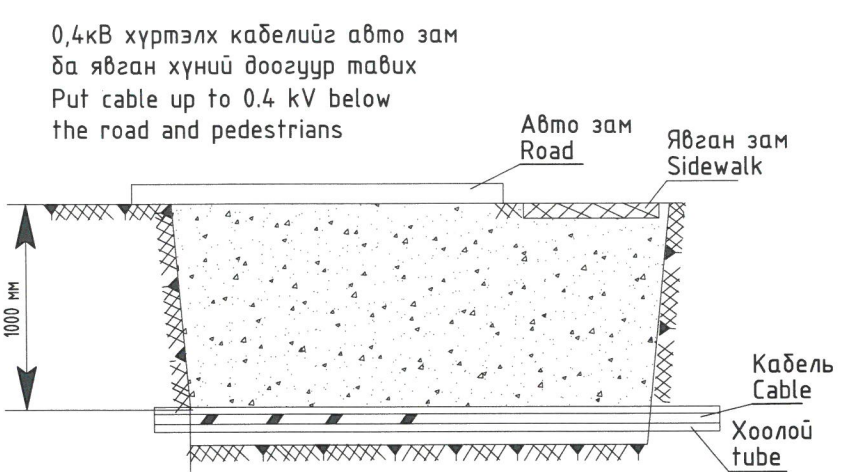 0,4кВ хүртэлх кабелийг авто зам
ба явган хүний доогуур тавих
Put cable up to 0.4 kV below
the road and pedestrians
Авто зам
Road
Явган зам
Sidewalk
1000 мм
Кабель
Cable
Хоолой
tube